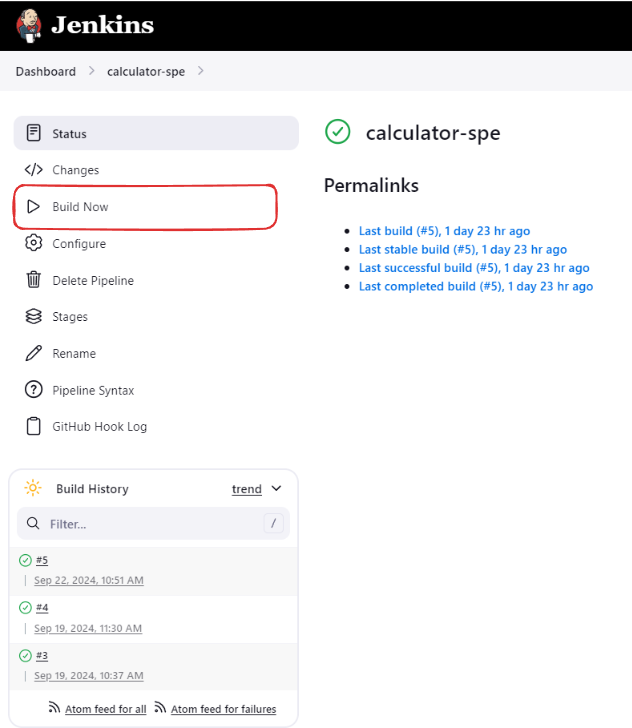 Jenkins
Dashboard > calculator-spe >
Status
Changes
Build Now
Configure
Delete Pipeline
Stages
Rename
Pipeline Syntax
GitHub Hook Log
calculator-spe
Permalinks
Last build (#5), 1 day 23 hr ago
Last stable build (#5), 1 day 23 hr ago
Last successful build (#5), 1 day 23 hr ago
Last completed build (#5), 1 day 23 hr ago
Build History trend
Filter... /
#5
Sep 22, 2024, 10:51 AM
#4
Sep 19, 2024, 11:30 AM
#3
Sep 19, 2024, 10:37 AM
Atom feed for all Atom feed for failures